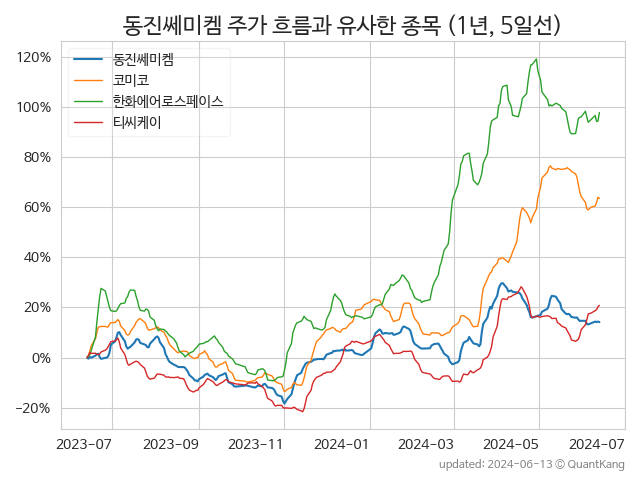 동진쎄미켐 주가 흐름과 유사한 종목 (1년, 5일선)
동진쎄미켐
코미코
한화에어로스페이스
티씨케이
120%
100%
80%
60%
40%
20%
0%
−20%
2023-07 2023-09 2023-11 2024-01 2024-03 2024-05 2024-07
updated: 2024-06-13 © QuantKang